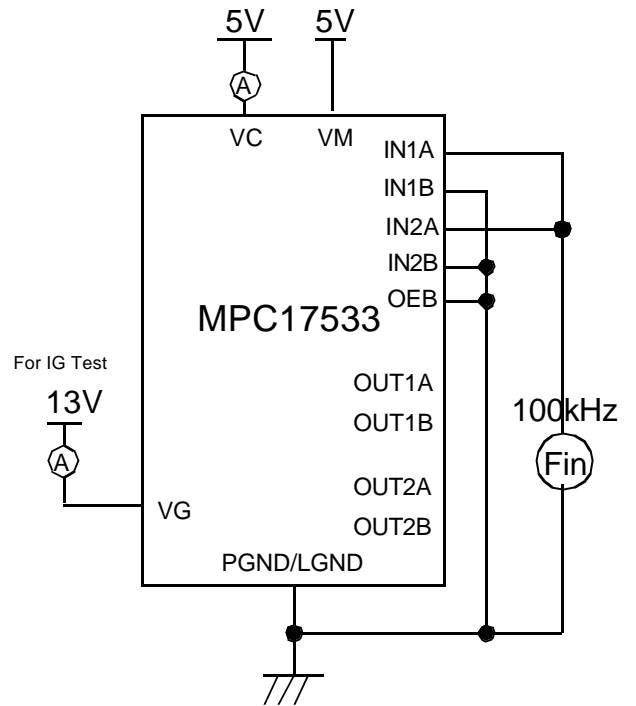 5V 5V
A
VC VM
IN1A
IN1B
IN2A
IN2B
OEB
MPC17533
For IG Test
13V
A
OUT1A
OUT1B
100kHz
Fin
OUT2A
VG
OUT2B
PGND/LGND